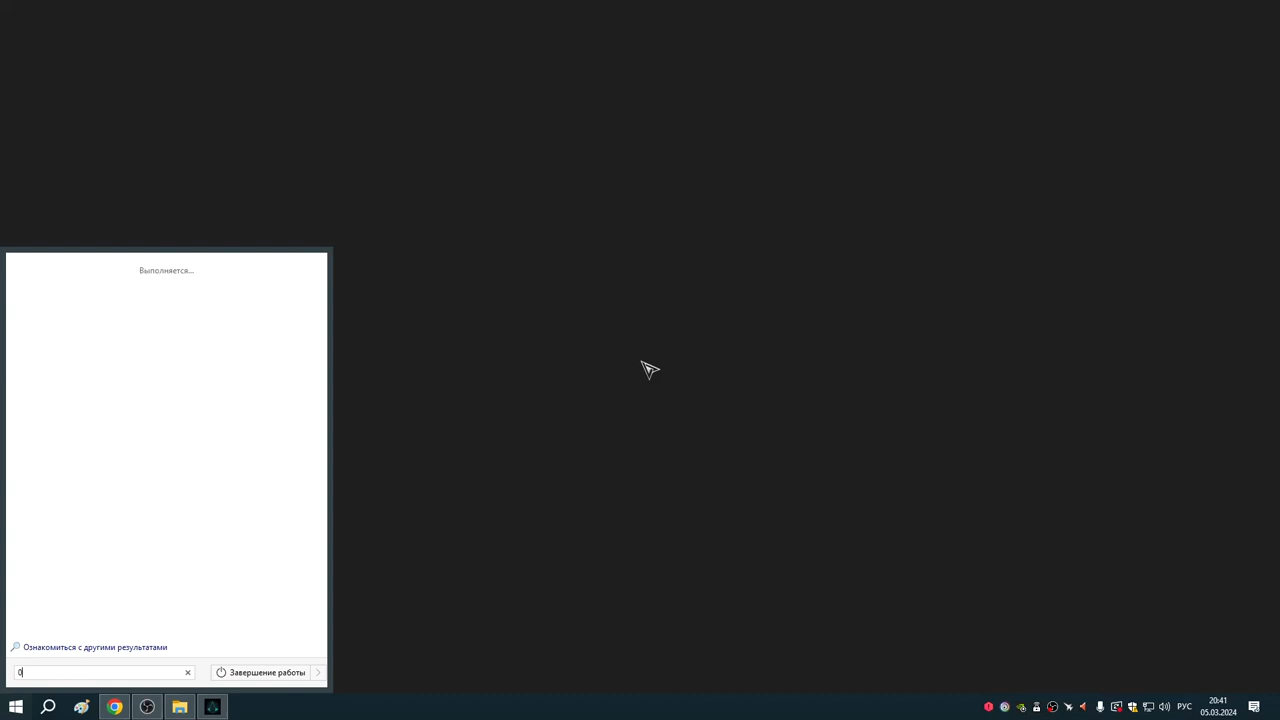 Выполняется...
Ознакомиться с другими результатами
0
Завершение работы
РУС
20:41
05.03.2024